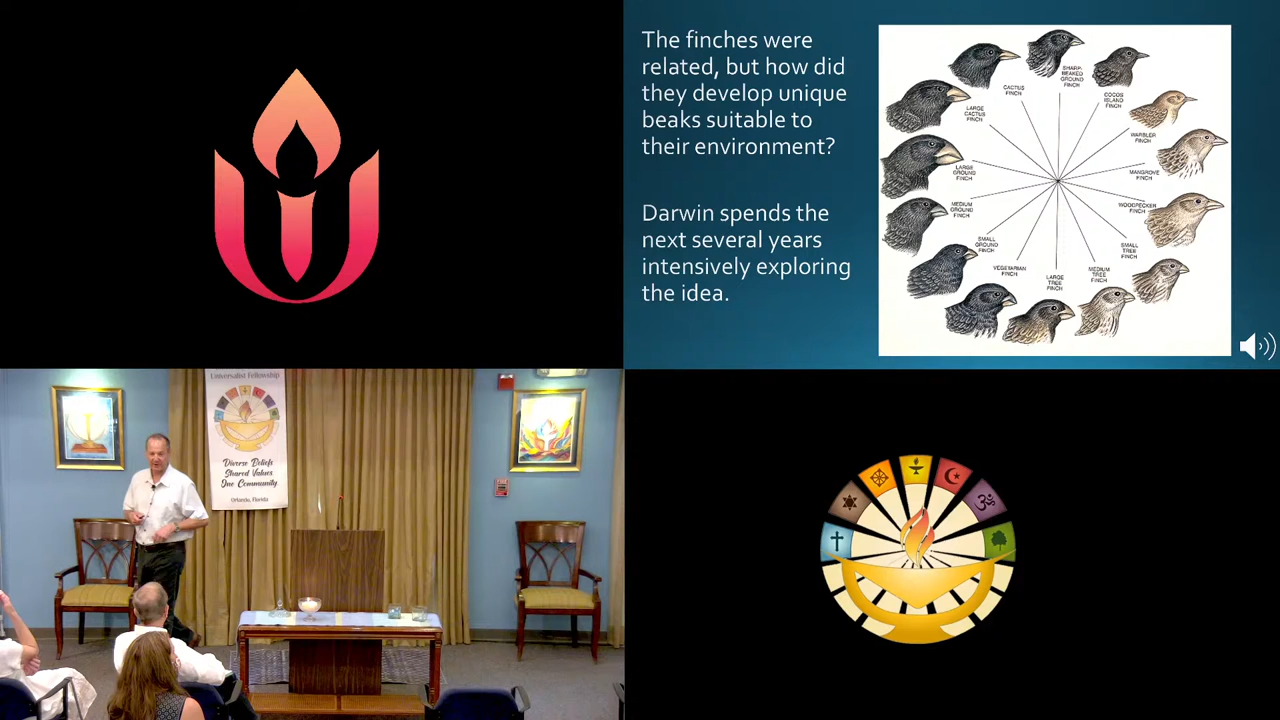 The finches were
related, but how did
they develop unique
beaks suitable to
their environment?
Darwin spends the
next several years
intensively exploring
the idea.
SHARP-
BEAKED
GROUND
FINCH
CACTUS
FINCH
COCOS
ISLAND
FINCH
LARGE
CACTUS
FINCH
WARBLER
FINCH
LARGE
GROUND
FINCH
MANGROVE
FINCH
MEDIUM
GROUND
FINCH
WOODPECKER
FINCH
SMALL
GROUND
FINCH
SMALL
TREE
FINCH
VEGETARIAN
FINCH
LARGE
TREE
FINCH
MEDIUM
TREE
FINCH
Universalist Fellowship
Diverse Beliefs
Shared Values
One Community
Orlando, Florida